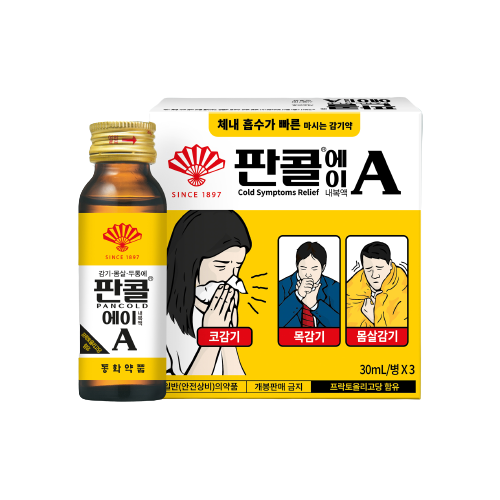 체내 흡수가 빠른 마시는 감기약
SINCE 1897
판콜®
에이
내복액
A
Cold Symptoms Relief
코감기
목감기
몸살감기
30mL/병 X 3
일반(안전상비)의약품
개봉판매 금지
프락토올리고당 함유
SINCE 1897
감기·몸살·두통에
판콜®
PANCOLD
에이
내복액
A
동화약품